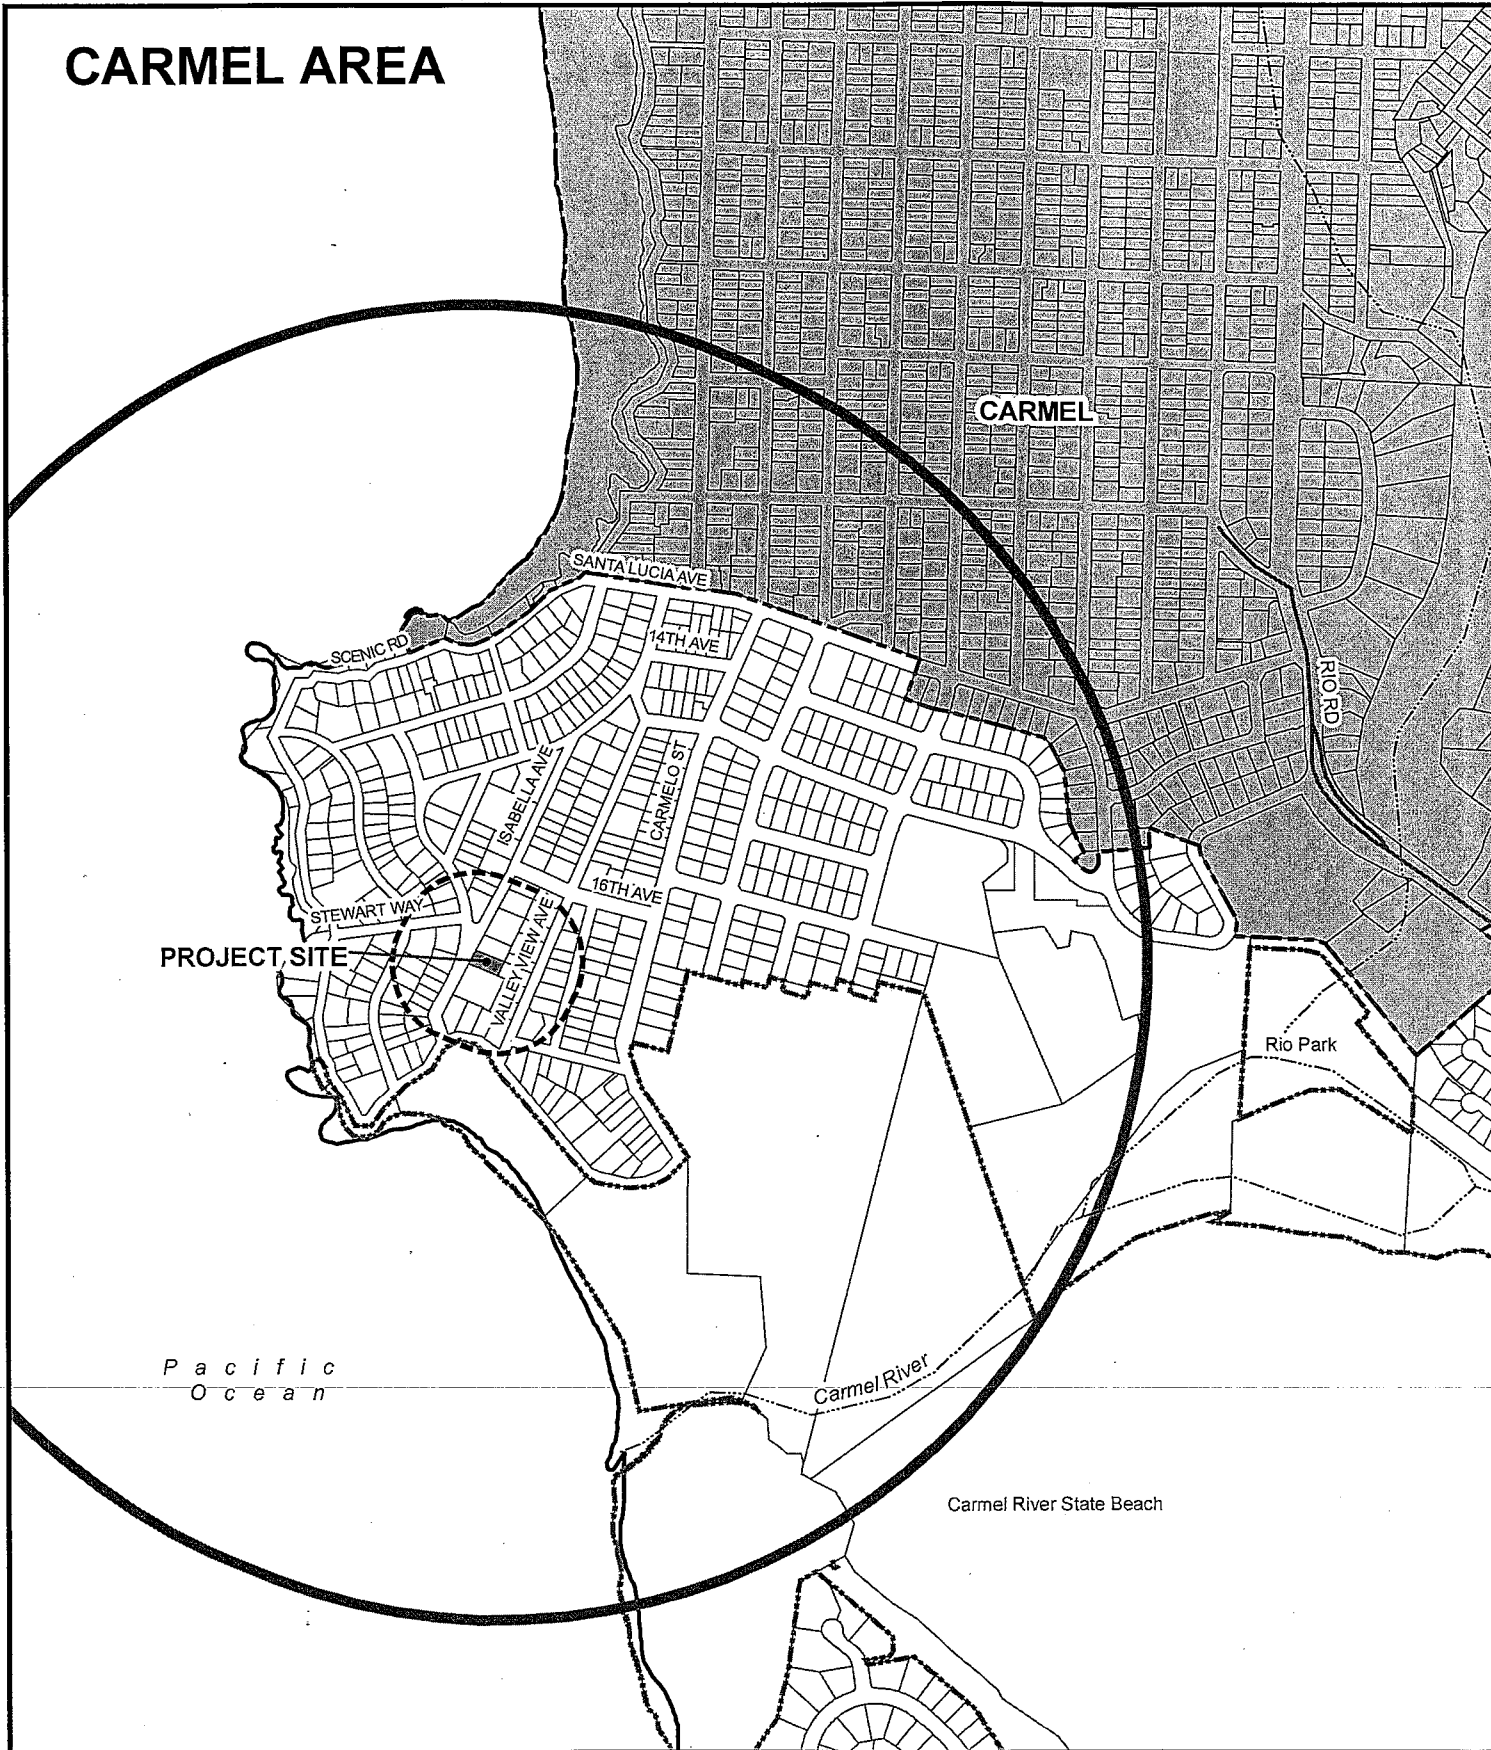 CARMEL AREA
CARMEL
SANTA LUCIA AVE
SCENIC RD
14TH AVE
RIO RD
ISABELLA AVE
CARMELO ST
16TH AVE
STEWART WAY
VALLEY VIEW AVE
PROJECT SITE
Rio Park
Pacific
Ocean
Carmel River
Carmel River State Beach